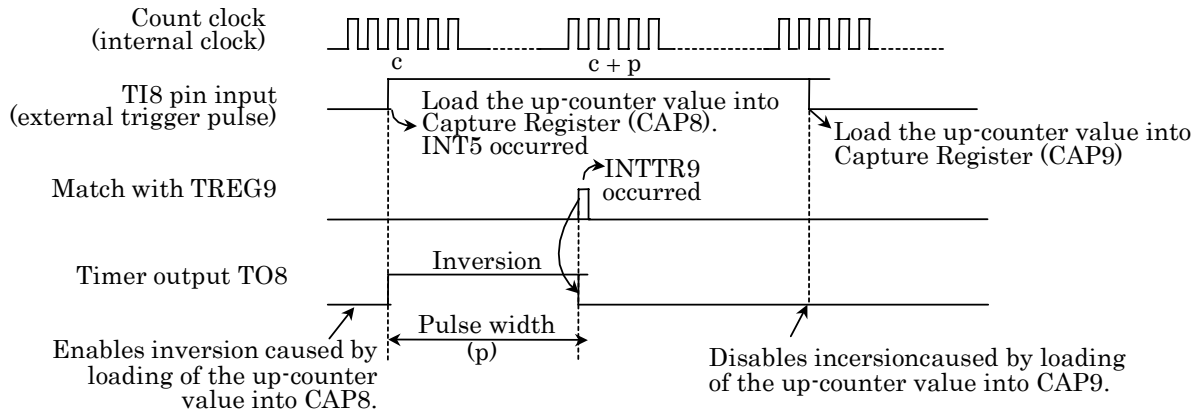 Count clock
(internal clock)
c
c + p
TI8 pin input
(external trigger pulse)
Load the up-counter value into
Capture Register (CAP8).
INT5 occurred
Load the up-counter value into
Capture Register (CAP9)
Match with TREG9
INTTR9
occurred
Timer output TO8
Inversion
Pulse width
(p)
Enables inversion caused by
loading of the up-counter
value into CAP8.
Disables incersioncaused by loading
of the up-counter value into CAP9.